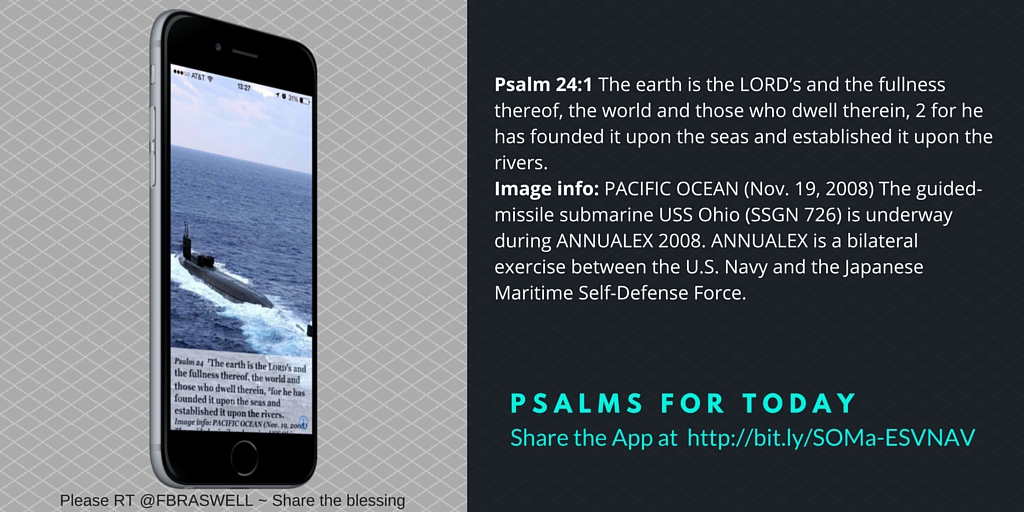 ●●●○○ AT&T
13:27
31%
Psalm 24 ¹The earth is the LORD's and
the fullness thereof, the world and
those who dwell therein, ²for he has
founded it upon the seas and
established it upon the rivers.
Image info: PACIFIC OCEAN (Nov. 19, 2008)
Please RT @FBRASWELL ~ Share the blessing
Psalm 24:1 The earth is the LORD’s and the fullness
thereof, the world and those who dwell therein, 2 for he
has founded it upon the seas and established it upon the
rivers.
Image info: PACIFIC OCEAN (Nov. 19, 2008) The guided-
missile submarine USS Ohio (SSGN 726) is underway
during ANNUALEX 2008. ANNUALEX is a bilateral
exercise between the U.S. Navy and the Japanese
Maritime Self-Defense Force.
PSALMS FOR TODAY
Share the App at http://bit.ly/SOMa-ESVNAV